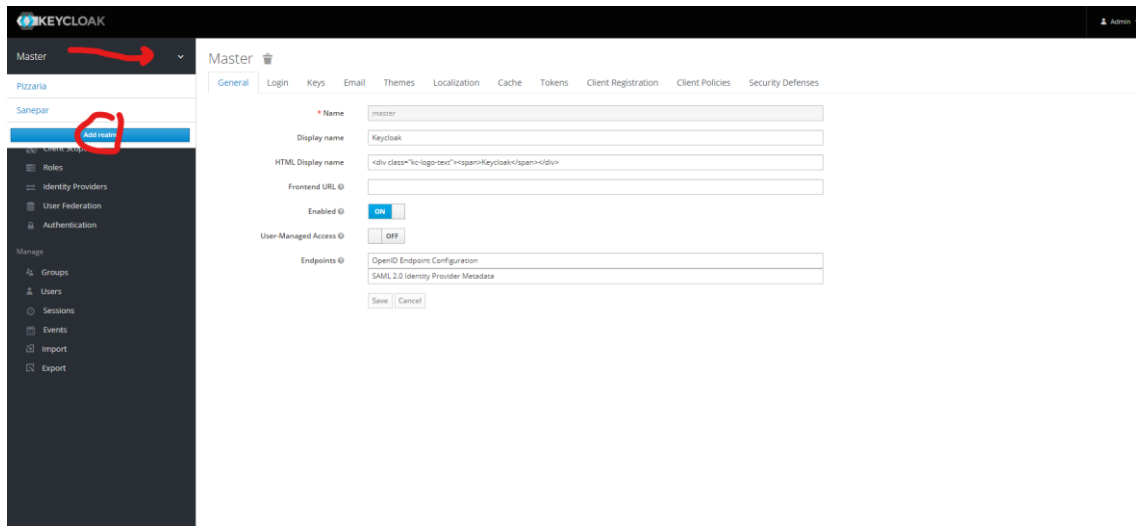 KEYCLOAK
Admin
Master
Pizzaria
Sanepar
Add realm
Client Scopes
Roles
Identity Providers
User Federation
Authentication
Manage
Groups
Users
Sessions
Events
Import
Export
Master
General Login Keys Email Themes Localization Cache Tokens Client Registration Client Policies Security Defenses
* Name master
Display name Keycloak
HTML Display name <div class="kc-logo-text"><span>Keycloak</span></div>
Frontend URL
Enabled ON
User-Managed Access OFF
Endpoints OpenID Endpoint Configuration
SAML 2.0 Identity Provider Metadata
Save Cancel